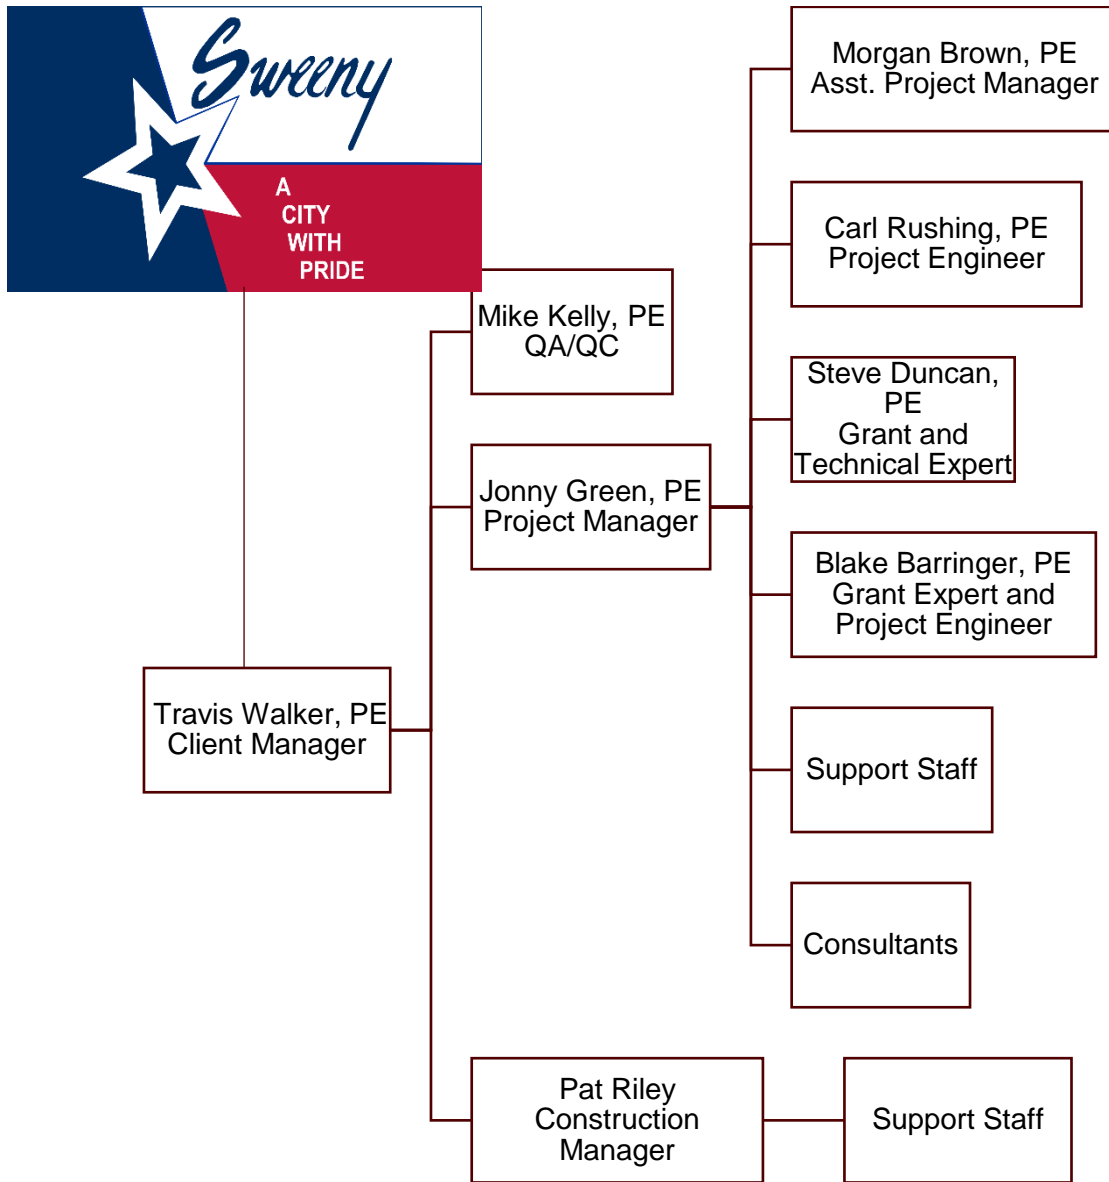 Sweeny
A
CITY
WITH
PRIDE
Morgan Brown, PE
Asst. Project Manager
Carl Rushing, PE
Project Engineer
Mike Kelly, PE
QA/QC
Steve Duncan,
PE
Grant and
Technical Expert
Jonny Green, PE
Project Manager
Blake Barringer, PE
Grant Expert and
Project Engineer
Travis Walker, PE
Client Manager
Support Staff
Consultants
Pat Riley
Construction
Manager
Support Staff